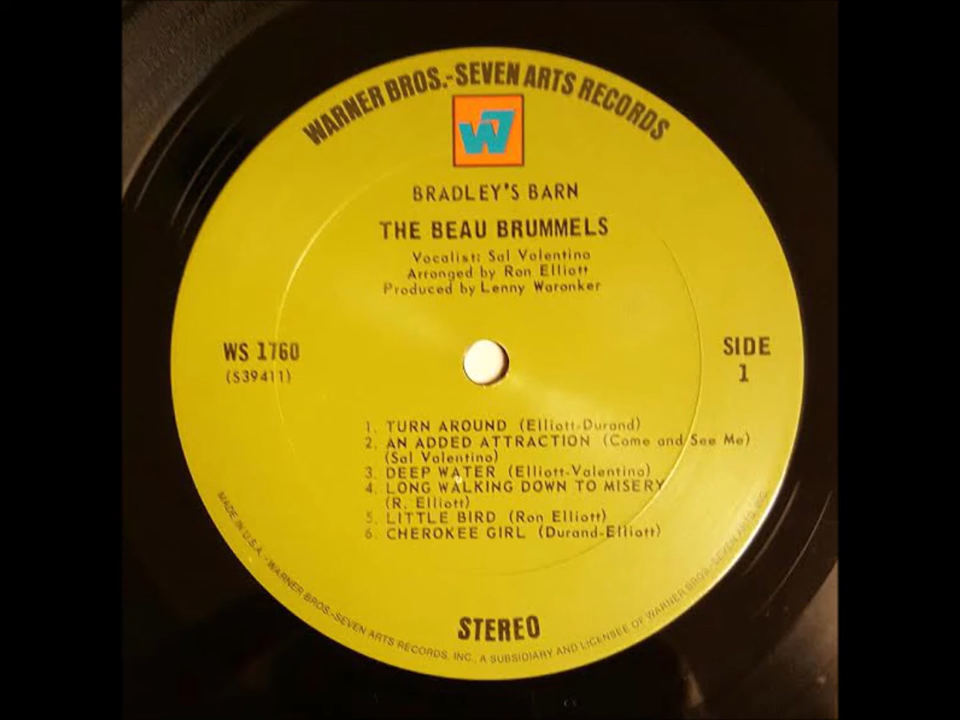 WARNER BROS.-SEVEN ARTS RECORDS
W7
BRADLEY'S BARN
THE BEAU BRUMMELS
Vocalist: Sal Valentino
Arranged by Ron Elliott
Produced by Lenny Waronker
WS 1760
(S39411)
SIDE
1
1. TURN AROUND (Elliott-Durand)
2. AN ADDED ATTRACTION (Come and See Me)
(Sal Valentino)
3. DEEP WATER (Elliott-Valentino)
4. LONG WALKING DOWN TO MISERY
(R. Elliott)
5. LITTLE BIRD (Ron Elliott)
6. CHEROKEE GIRL (Durand-Elliott)
STEREO
MADE IN U.S.A. - WARNER BROS.-SEVEN ARTS RECORDS, INC., A SUBSIDIARY AND LICENSEE OF WARNER BROS.-SEVEN ARTS, INC.